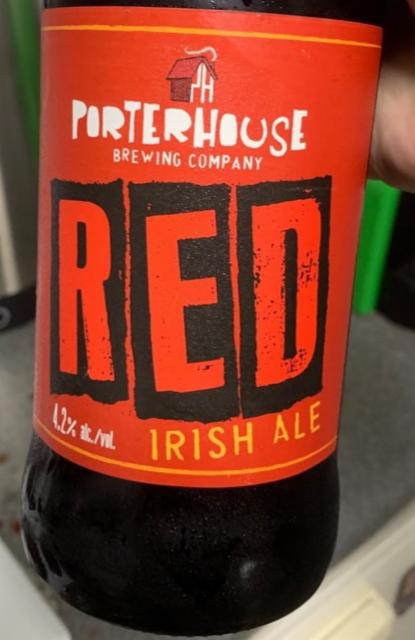 PH
PORTERHOUSE
BREWING COMPANY
RED
4.2% alc./vol.
IRISH ALE